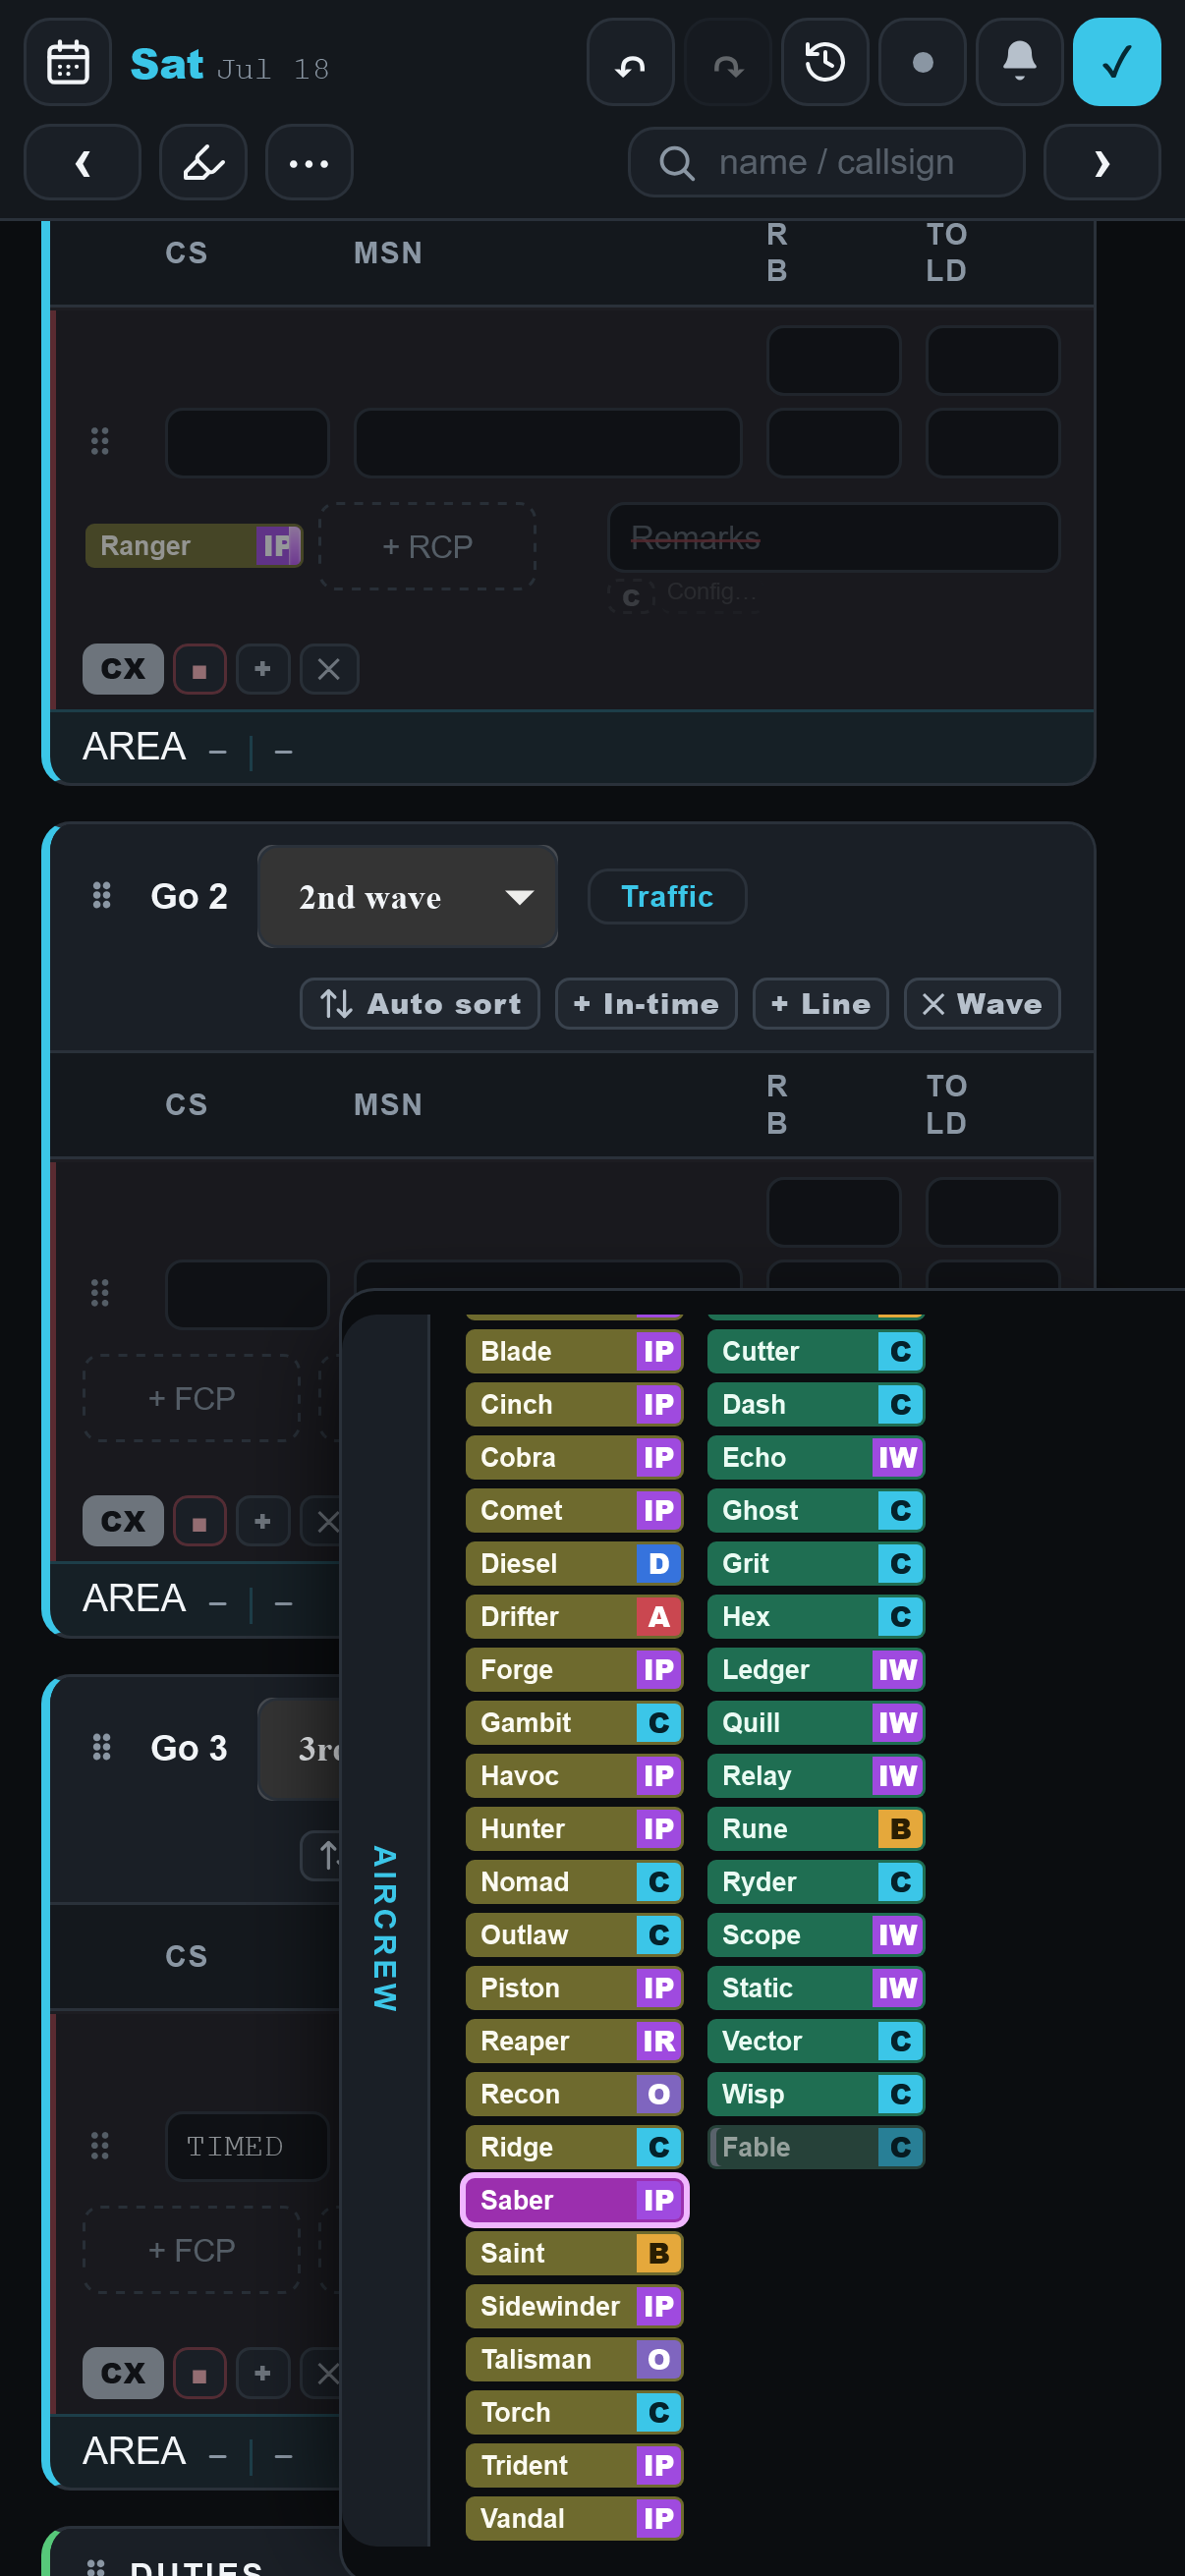 Sat Jul 18
name / callsign
CS MSN R B TO LD
Ranger IP + RCP Remarks
C Config...
CX + ×
AREA – | –
Go 2 2nd wave Traffic
Auto sort + In-time + Line × Wave
CS MSN R B TO LD
+ FCP
CX + ×
AREA – | –
Go 3 3rd
CS
TIMED
+ FCP
CX + ×
AREA – | –
DUTIES
AIRCREW
Blade IP
Cinch IP
Cobra IP
Comet IP
Diesel D
Drifter A
Forge IP
Gambit C
Havoc IP
Hunter IP
Nomad C
Outlaw C
Piston IP
Reaper IR
Recon O
Ridge C
Saber IP
Saint B
Sidewinder IP
Talisman O
Torch C
Trident IP
Vandal IP
Cutter C
Dash C
Echo IW
Ghost C
Grit C
Hex C
Ledger IW
Quill IW
Relay IW
Rune B
Ryder C
Scope IW
Static IW
Vector C
Wisp C
Fable C